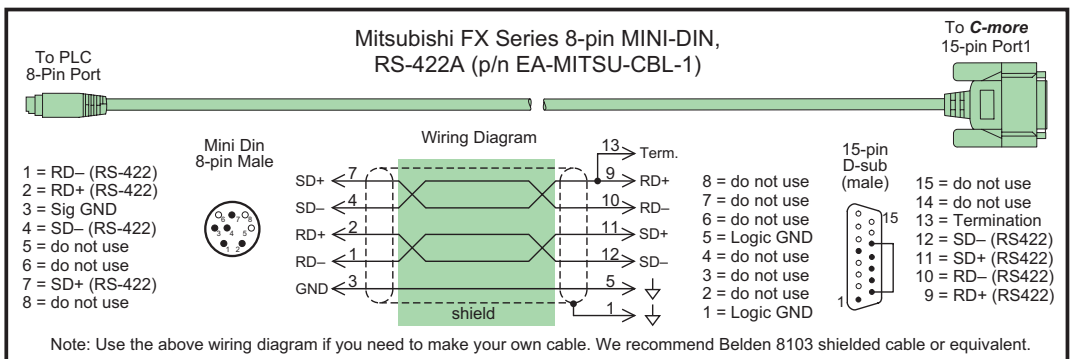 Mitsubishi FX Series 8-pin MINI-DIN,
RS-422A (p/n EA-MITSU-CBL-1)
To PLC
8-Pin Port
To C-more
15-pin Port1
Mini Din
8-pin Male
1 = RD– (RS-422)
2 = RD+ (RS-422)
3 = Sig GND
4 = SD– (RS-422)
5 = do not use
6 = do not use
7 = SD+ (RS-422)
8 = do not use
6 7 8
3 4 5
1 2
Wiring Diagram
13 Term.
SD+ 7 9 RD+
SD– 4 10 RD–
RD+ 2 11 SD+
RD– 1 12 SD–
GND 3 5
1
shield
8 = do not use
7 = do not use
6 = do not use
5 = Logic GND
4 = do not use
3 = do not use
2 = do not use
1 = Logic GND
15-pin
D-sub
(male)
15
1
15 = do not use
14 = do not use
13 = Termination
12 = SD– (RS422)
11 = SD+ (RS422)
10 = RD– (RS422)
9 = RD+ (RS422)
Note: Use the above wiring diagram if you need to make your own cable. We recommend Belden 8103 shielded cable or equivalent.